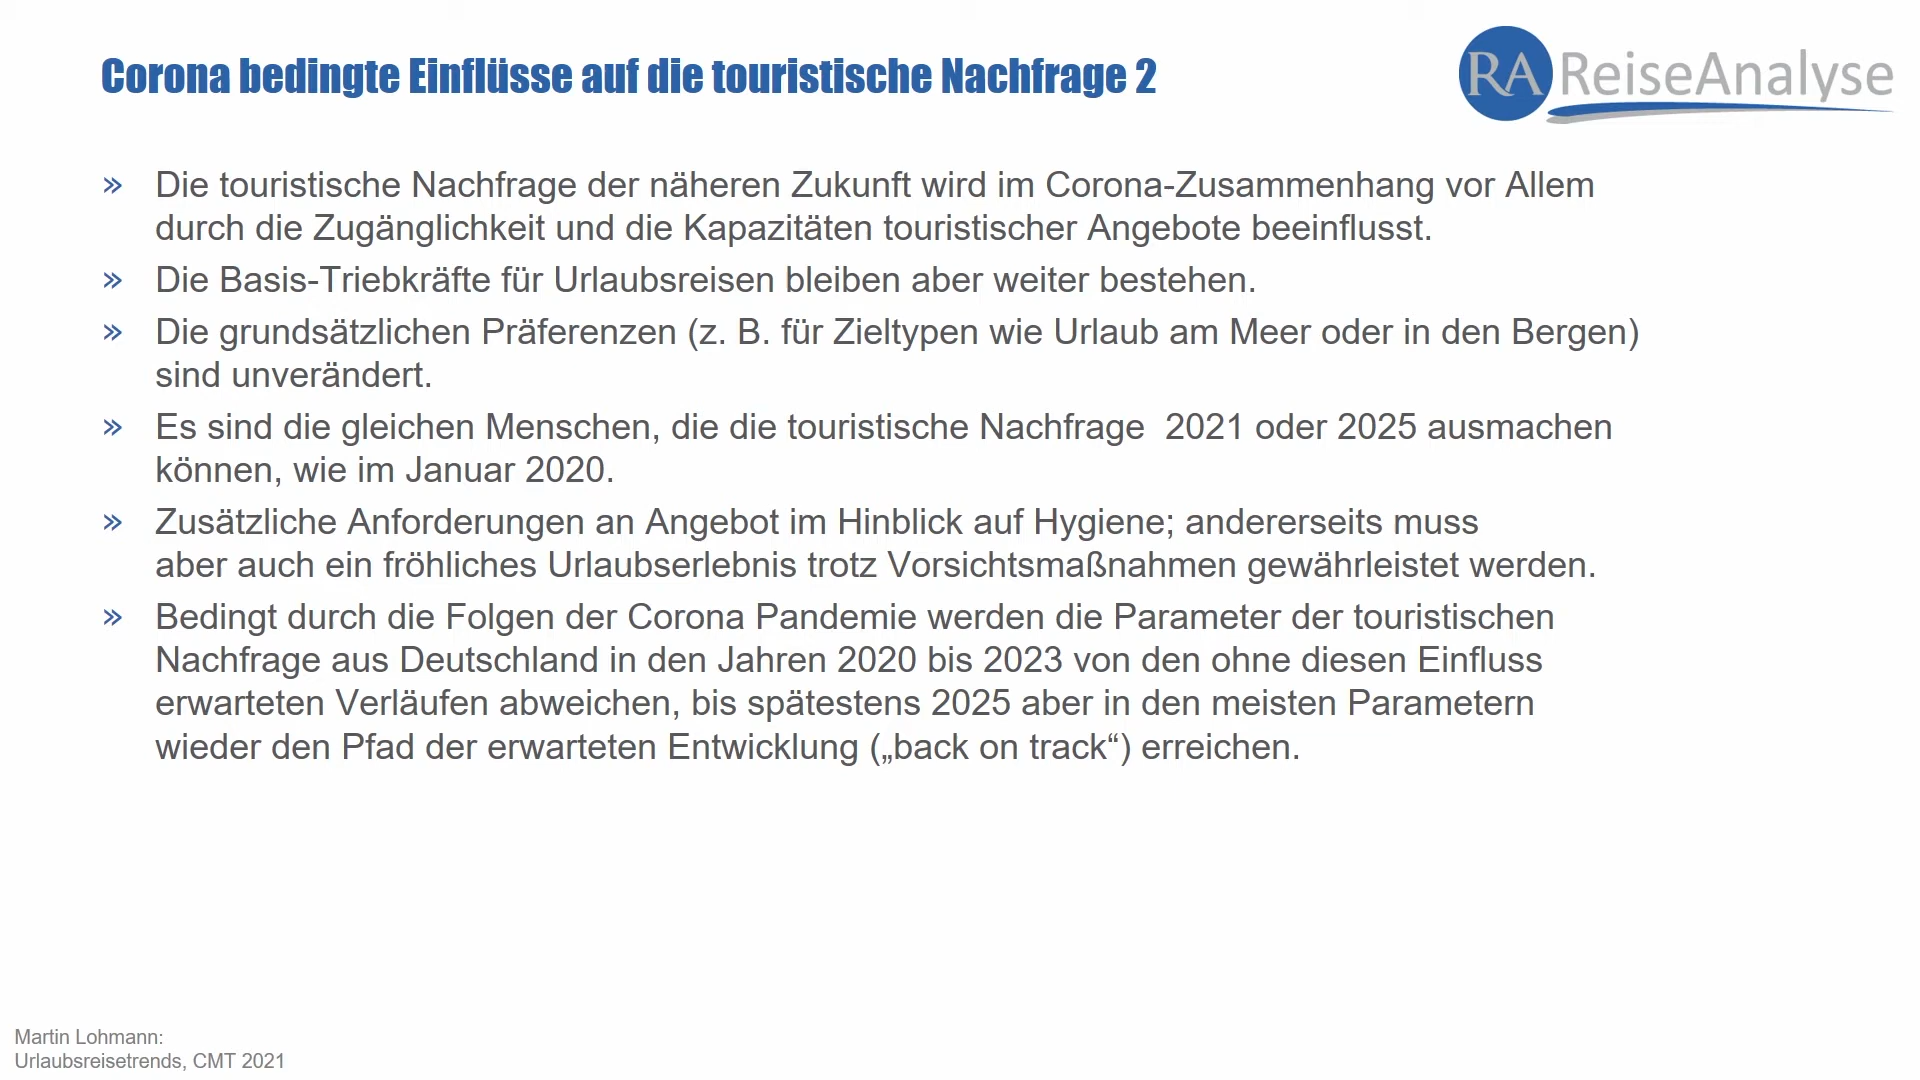 Corona bedingte Einflüsse auf die touristische Nachfrage 2
RA ReiseAnalyse
» Die touristische Nachfrage der näheren Zukunft wird im Corona-Zusammenhang vor Allem
durch die Zugänglichkeit und die Kapazitäten touristischer Angebote beeinflusst.
» Die Basis-Triebkräfte für Urlaubsreisen bleiben aber weiter bestehen.
» Die grundsätzlichen Präferenzen (z. B. für Zieltypen wie Urlaub am Meer oder in den Bergen)
sind unverändert.
» Es sind die gleichen Menschen, die die touristische Nachfrage  2021 oder 2025 ausmachen
können, wie im Januar 2020.
» Zusätzliche Anforderungen an Angebot im Hinblick auf Hygiene; andererseits muss
aber auch ein fröhliches Urlaubserlebnis trotz Vorsichtsmaßnahmen gewährleistet werden.
» Bedingt durch die Folgen der Corona Pandemie werden die Parameter der touristischen
Nachfrage aus Deutschland in den Jahren 2020 bis 2023 von den ohne diesen Einfluss
erwarteten Verläufen abweichen, bis spätestens 2025 aber in den meisten Parametern
wieder den Pfad der erwarteten Entwicklung („back on track“) erreichen.
Martin Lohmann:
Urlaubsreisetrends, CMT 2021